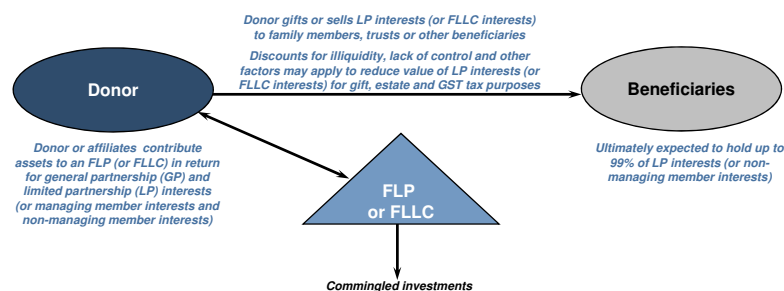 Donor gifts or sells LP interests (or FLLC interests)
to family members, trusts or other beneficiaries
Discounts for illiquidity, lack of control and other
factors may apply to reduce value of LP interests (or
FLLC interests) for gift, estate and GST tax purposes
Donor
Beneficiaries
Donor or affiliates contribute
assets to an FLP (or FLLC) in return
for general partnership (GP) and
limited partnership (LP) interests
(or managing member interests and
non-managing member interests)
Ultimately expected to hold up to
99% of LP interests (or non-
managing member interests)
FLP
or FLLC
Commingled investments